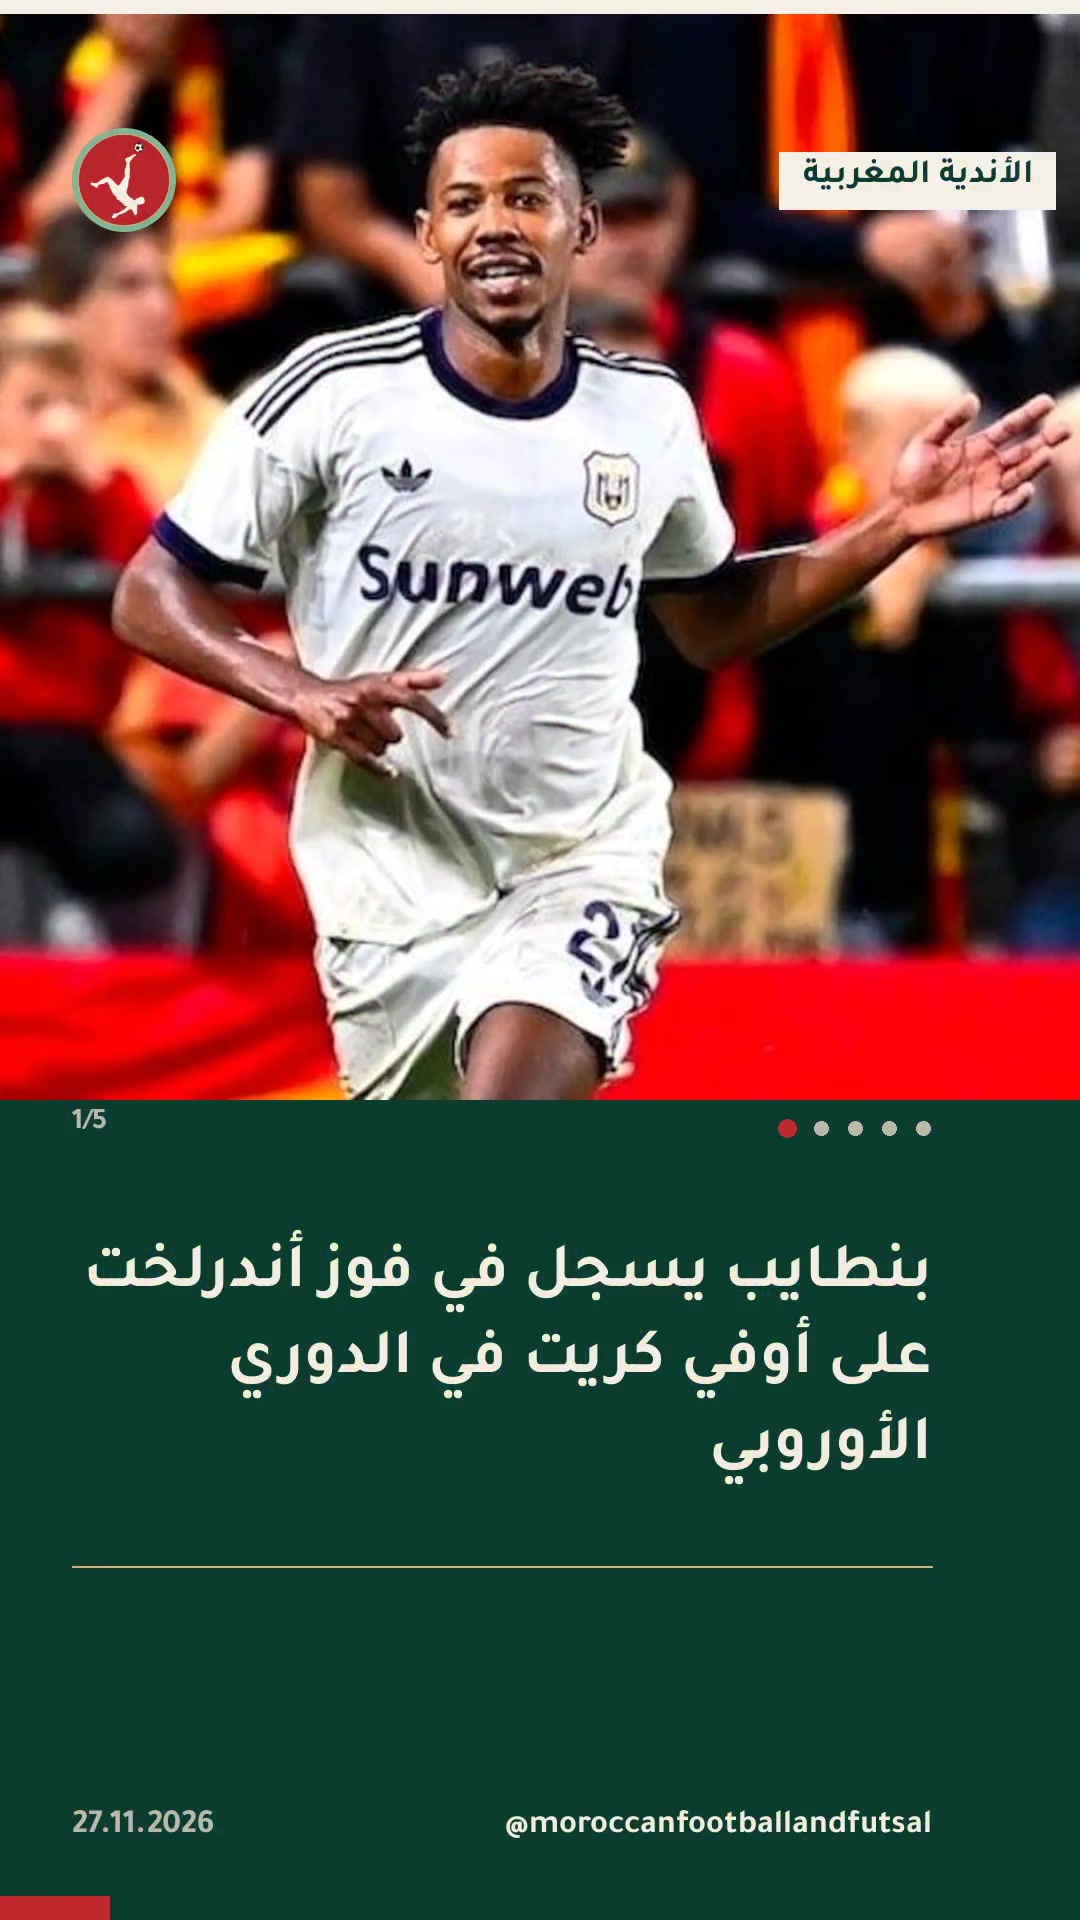 الأندية المغربية
Sunweb
1/5
بنطايب يسجل في فوز أندرلخت
على أوفي كريت في الدوري
الأوروبي
27.11.2026
@moroccanfootballandfutsal